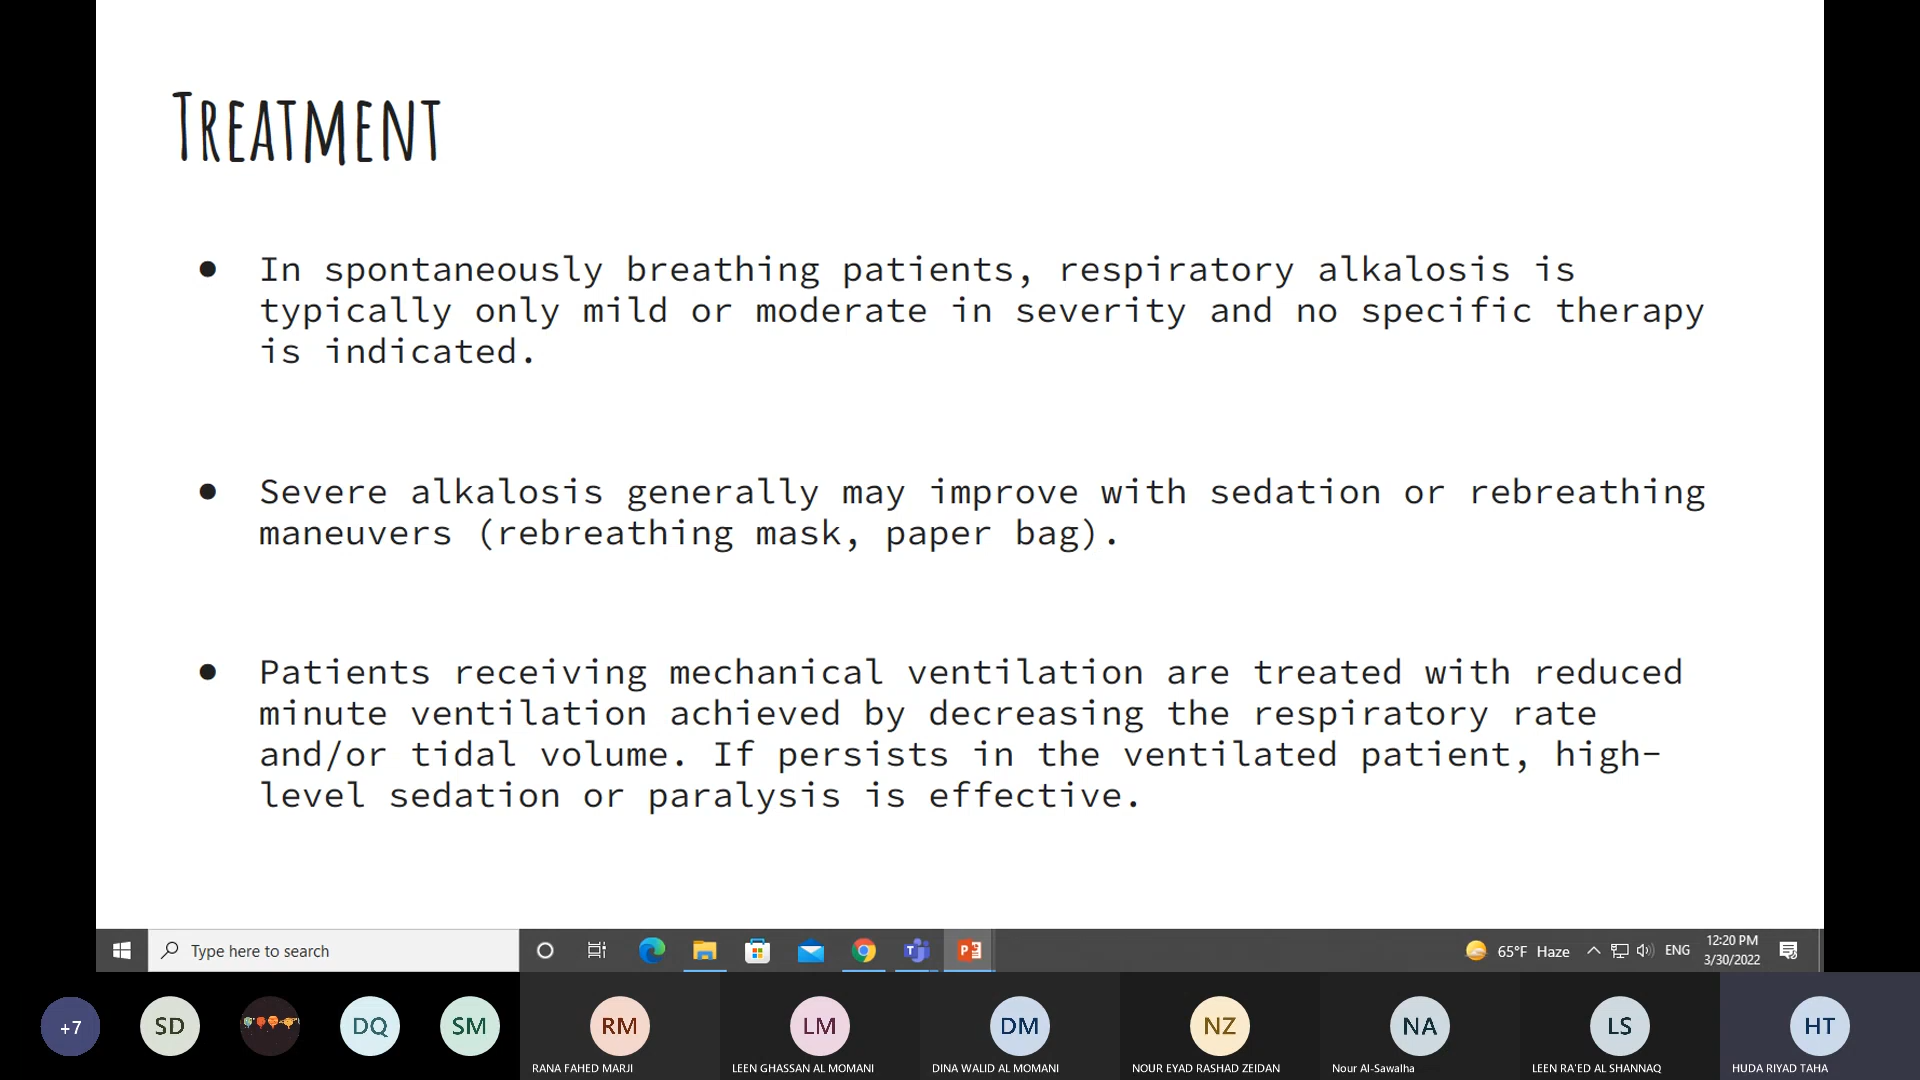 TREATMENT
● In spontaneously breathing patients, respiratory alkalosis is
typically only mild or moderate in severity and no specific therapy
is indicated.
● Severe alkalosis generally may improve with sedation or rebreathing
maneuvers (rebreathing mask, paper bag).
● Patients receiving mechanical ventilation are treated with reduced
minute ventilation achieved by decreasing the respiratory rate
and/or tidal volume. If persists in the ventilated patient, high-
level sedation or paralysis is effective.
Type here to search
65°F Haze
ENG
12:20 PM
3/30/2022
+7
SD
DQ
SM
RM
LM
DM
NZ
NA
LS
HT
RANA FAHED MARJI
LEEN GHASSAN AL MOMANI
DINA WALID AL MOMANI
NOUR EYAD RASHAD ZEIDAN
Nour Al-Sawalha
LEEN RA'ED AL SHANNAQ
HUDA RIYAD TAHA